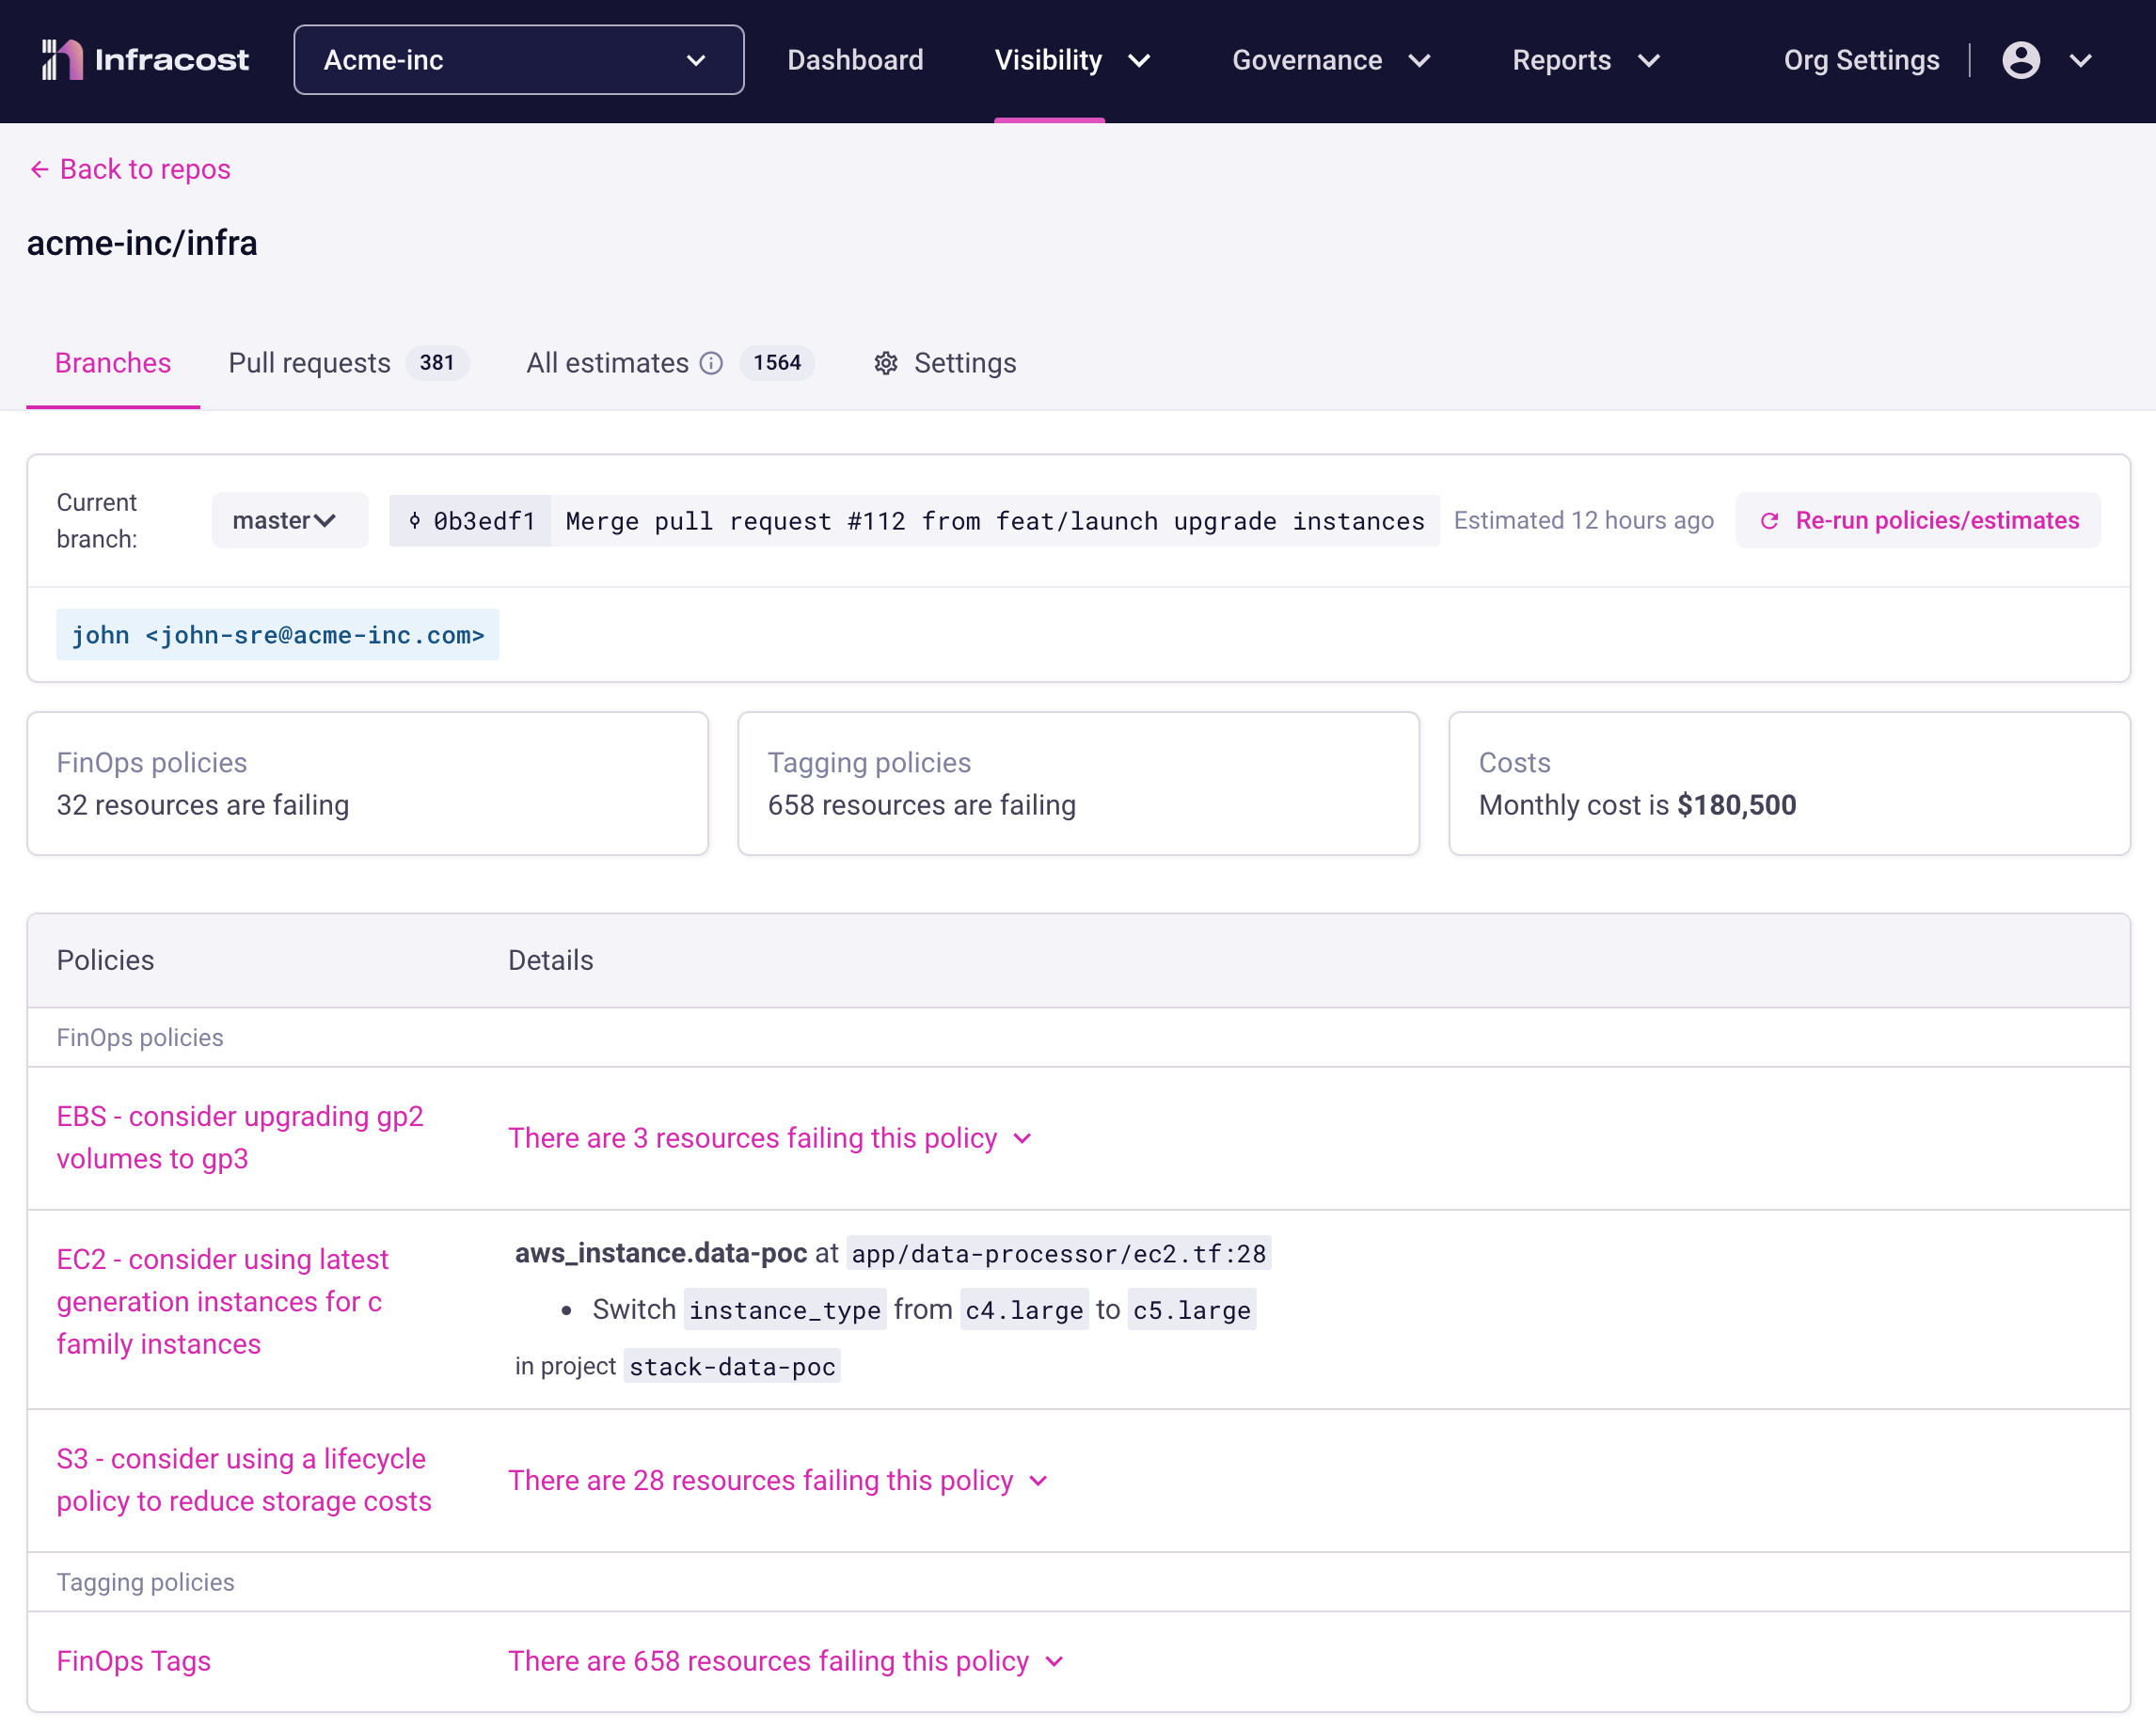 Infracost
Acme-inc
Dashboard
Visibility
Governance
Reports
Org Settings
Back to repos
acme-inc/infra
Branches
Pull requests 381
All estimates 1564
Settings
Current
branch:
master
0b3edf1 Merge pull request #112 from feat/launch upgrade instances
Estimated 12 hours ago
Re-run policies/estimates
john <john-sre@acme-inc.com>
FinOps policies
32 resources are failing
Tagging policies
658 resources are failing
Costs
Monthly cost is $180,500
Policies
Details
FinOps policies
EBS - consider upgrading gp2
volumes to gp3
There are 3 resources failing this policy
EC2 - consider using latest
generation instances for c
family instances
aws_instance.data-poc at app/data-processor/ec2.tf:28
• Switch instance_type from c4.large to c5.large
in project stack-data-poc
S3 - consider using a lifecycle
policy to reduce storage costs
There are 28 resources failing this policy
Tagging policies
FinOps Tags
There are 658 resources failing this policy